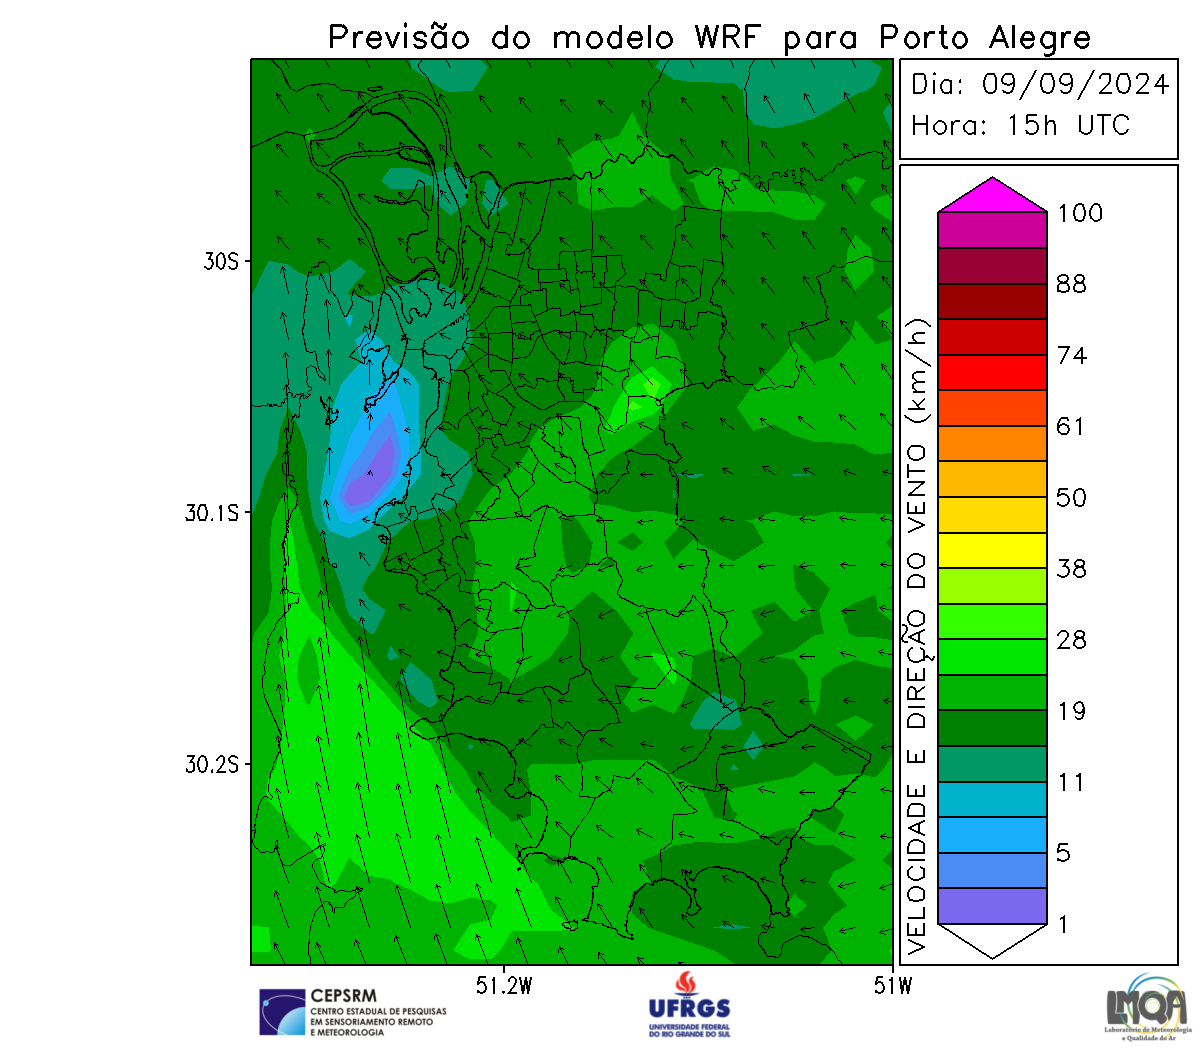 Previsão do modelo WRF para Porto Alegre
Dia: 09/09/2024
Hora: 15h UTC
30S
30.1S
30.2S
51.2W
51W
VELOCIDADE E DIREÇÃO DO VENTO (km/h)
100
88
74
61
50
38
28
19
11
5
1
CEPSRM
CENTRO ESTADUAL DE PESQUISAS
EM SENSORIAMENTO REMOTO
E METEOROLOGIA
UFRGS
UNIVERSIDADE FEDERAL
DO RIO GRANDE DO SUL
LMQA
Laboratório de Meteorologia
e Qualidade do Ar